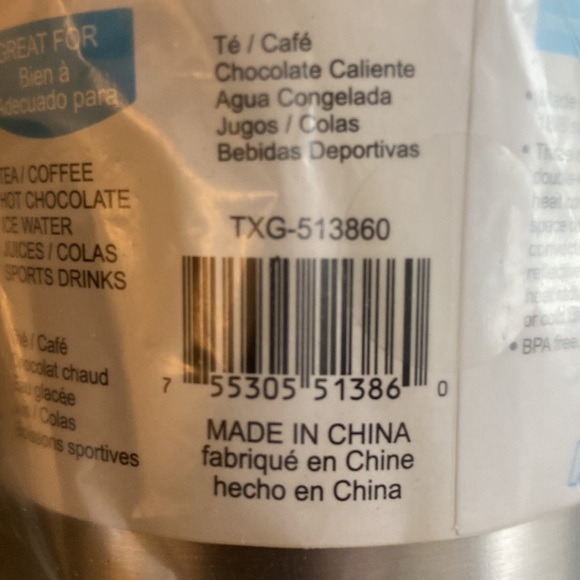 GREAT FOR
Bien à
Adecuado para
TEA / COFFEE
HOT CHOCOLATE
ICE WATER
JUICES / COLAS
SPORTS DRINKS
/ Café
chaud
glacée
/ Colas
sportives
Té / Café
Chocolate Caliente
Agua Congelada
Jugos / Colas
Bebidas Deportivas
TXG-513860
7 55305 51386 0
MADE IN CHINA
fabriqué en Chine
hecho en China
• BPA free